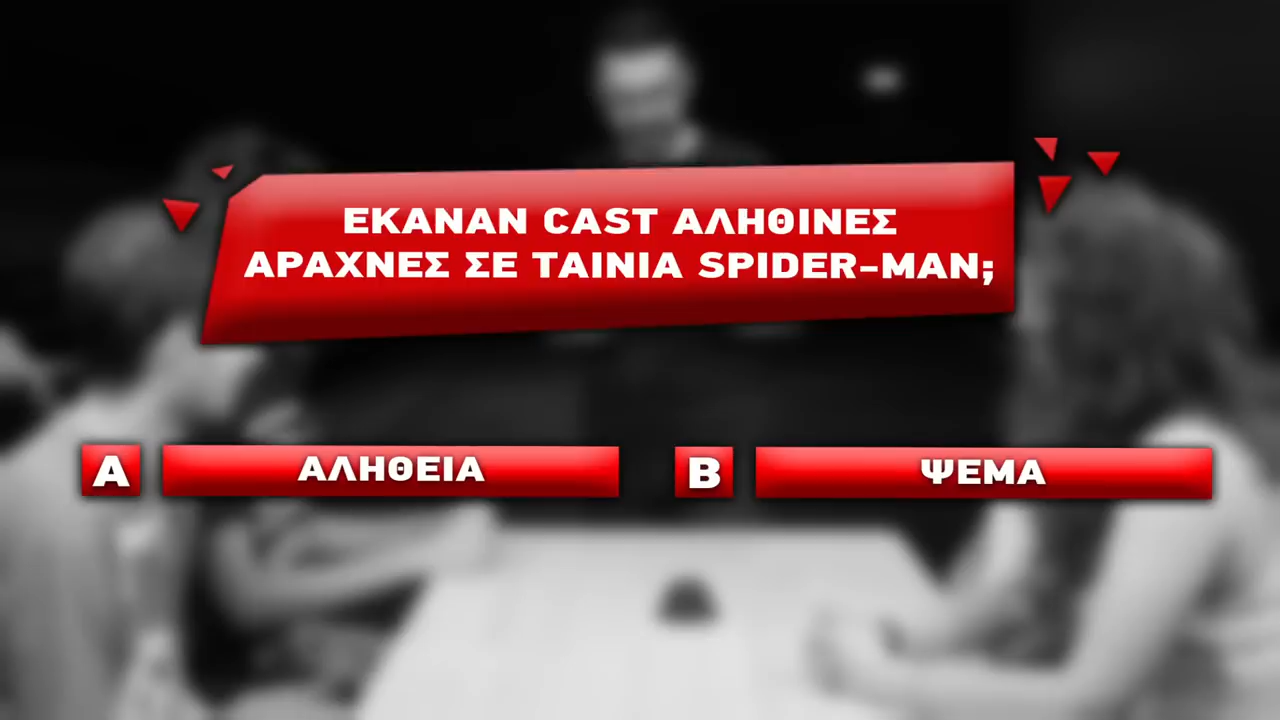 ΕΚΑΝΑΝ CAST ΑΛΗΘΙΝΕΣ
ΑΡΑΧΝΕΣ ΣΕ ΤΑΙΝΙΑ SPIDER-MAN;
Α ΑΛΗΘΕΙΑ
Β ΨΕΜΑ